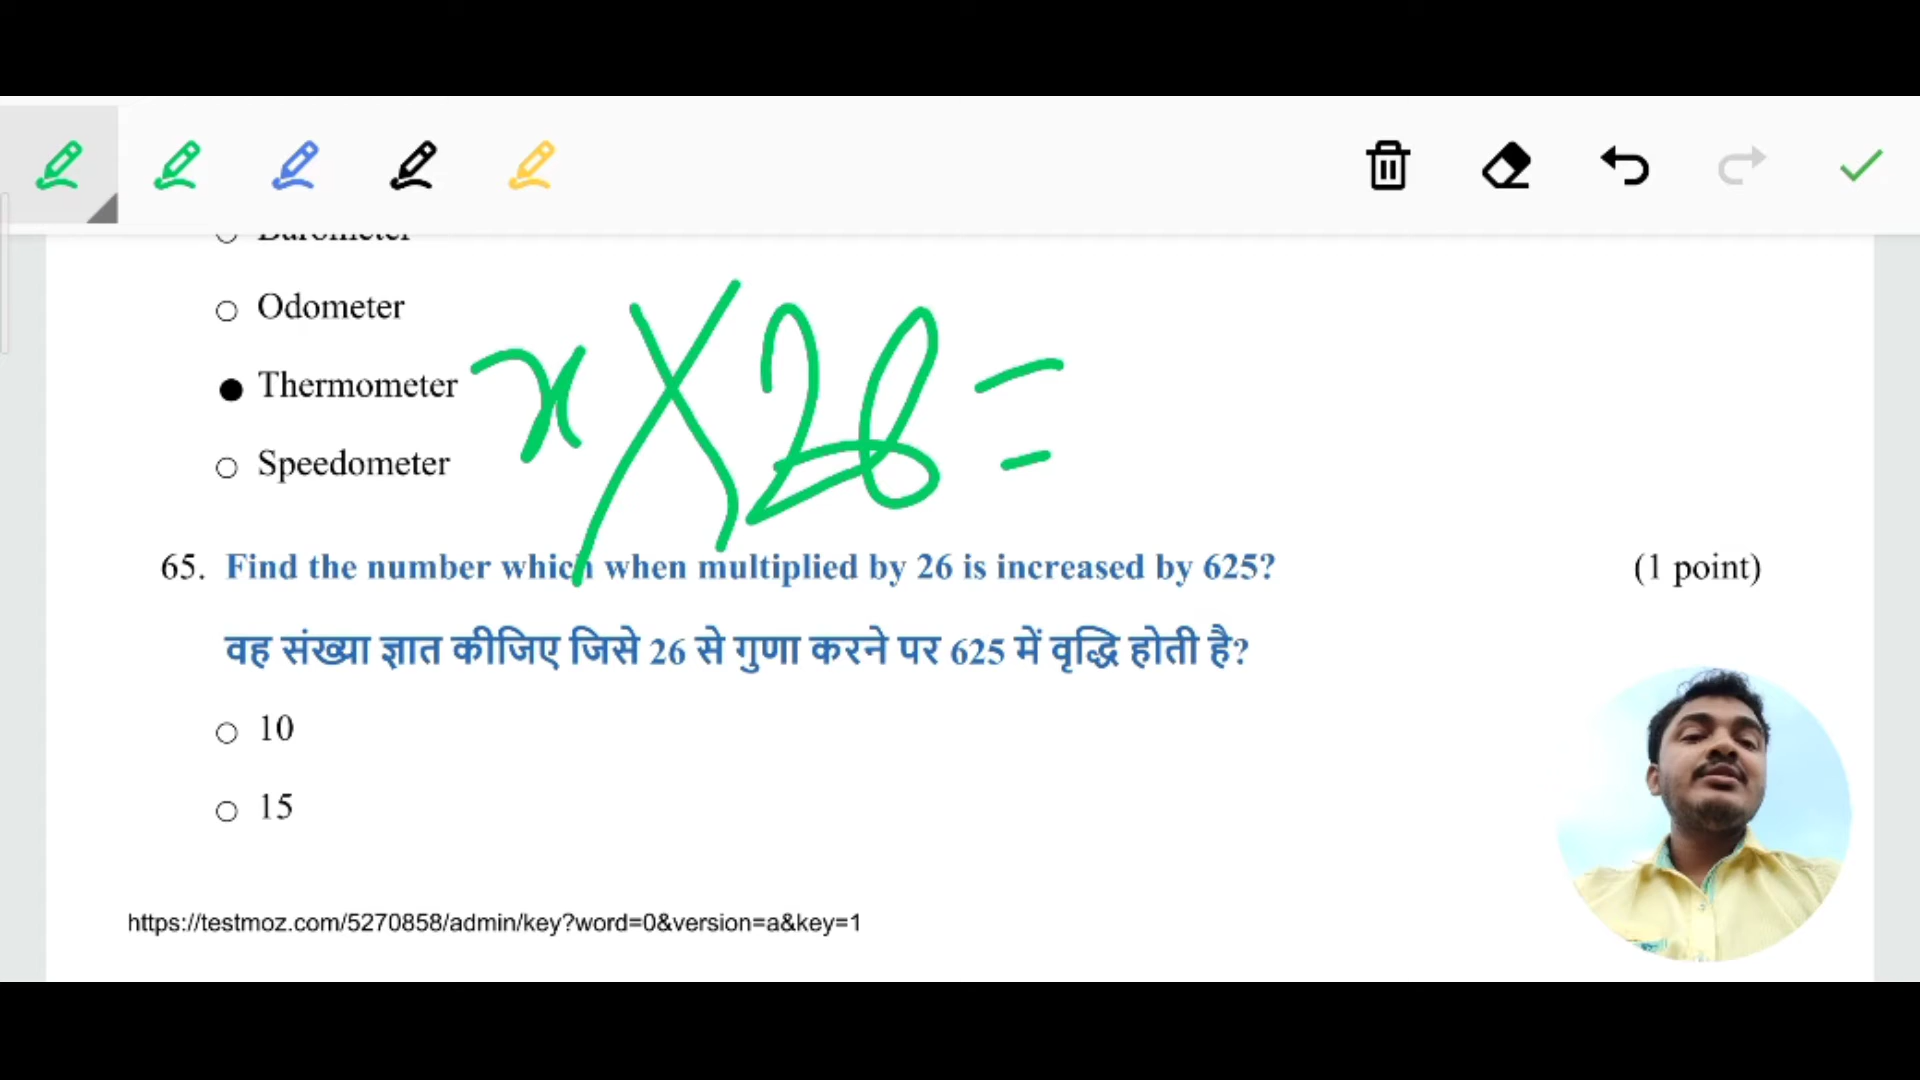 Barometer
Odometer
Thermometer
Speedometer
x X 26 =
65. Find the number which when multiplied by 26 is increased by 625? (1 point)
वह संख्या ज्ञात कीजिए जिसे 26 से गुणा करने पर 625 में वृद्धि होती है?
10
15
https://testmoz.com/5270858/admin/key?word=0&version=a&key=1